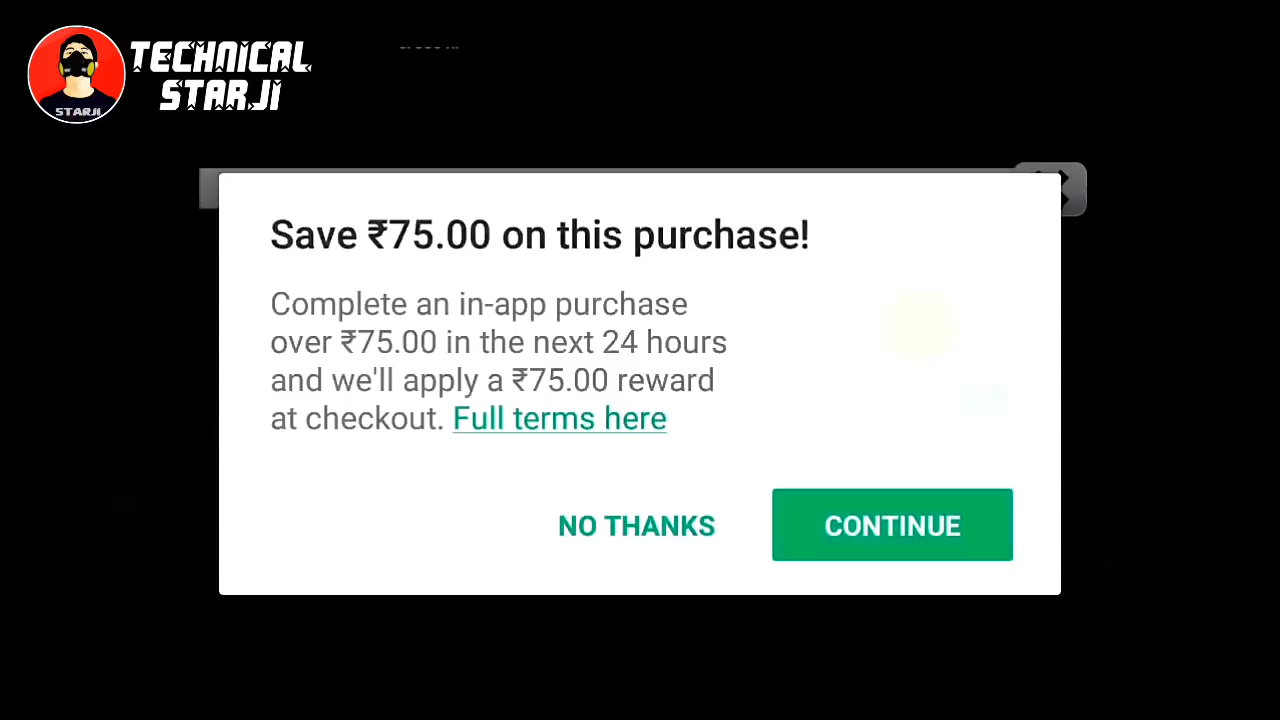 TECHNICAL
STARJI
STARJI
Save ₹75.00 on this purchase!
Complete an in-app purchase
over ₹75.00 in the next 24 hours
and we'll apply a ₹75.00 reward
at checkout. Full terms here
NO THANKS
CONTINUE